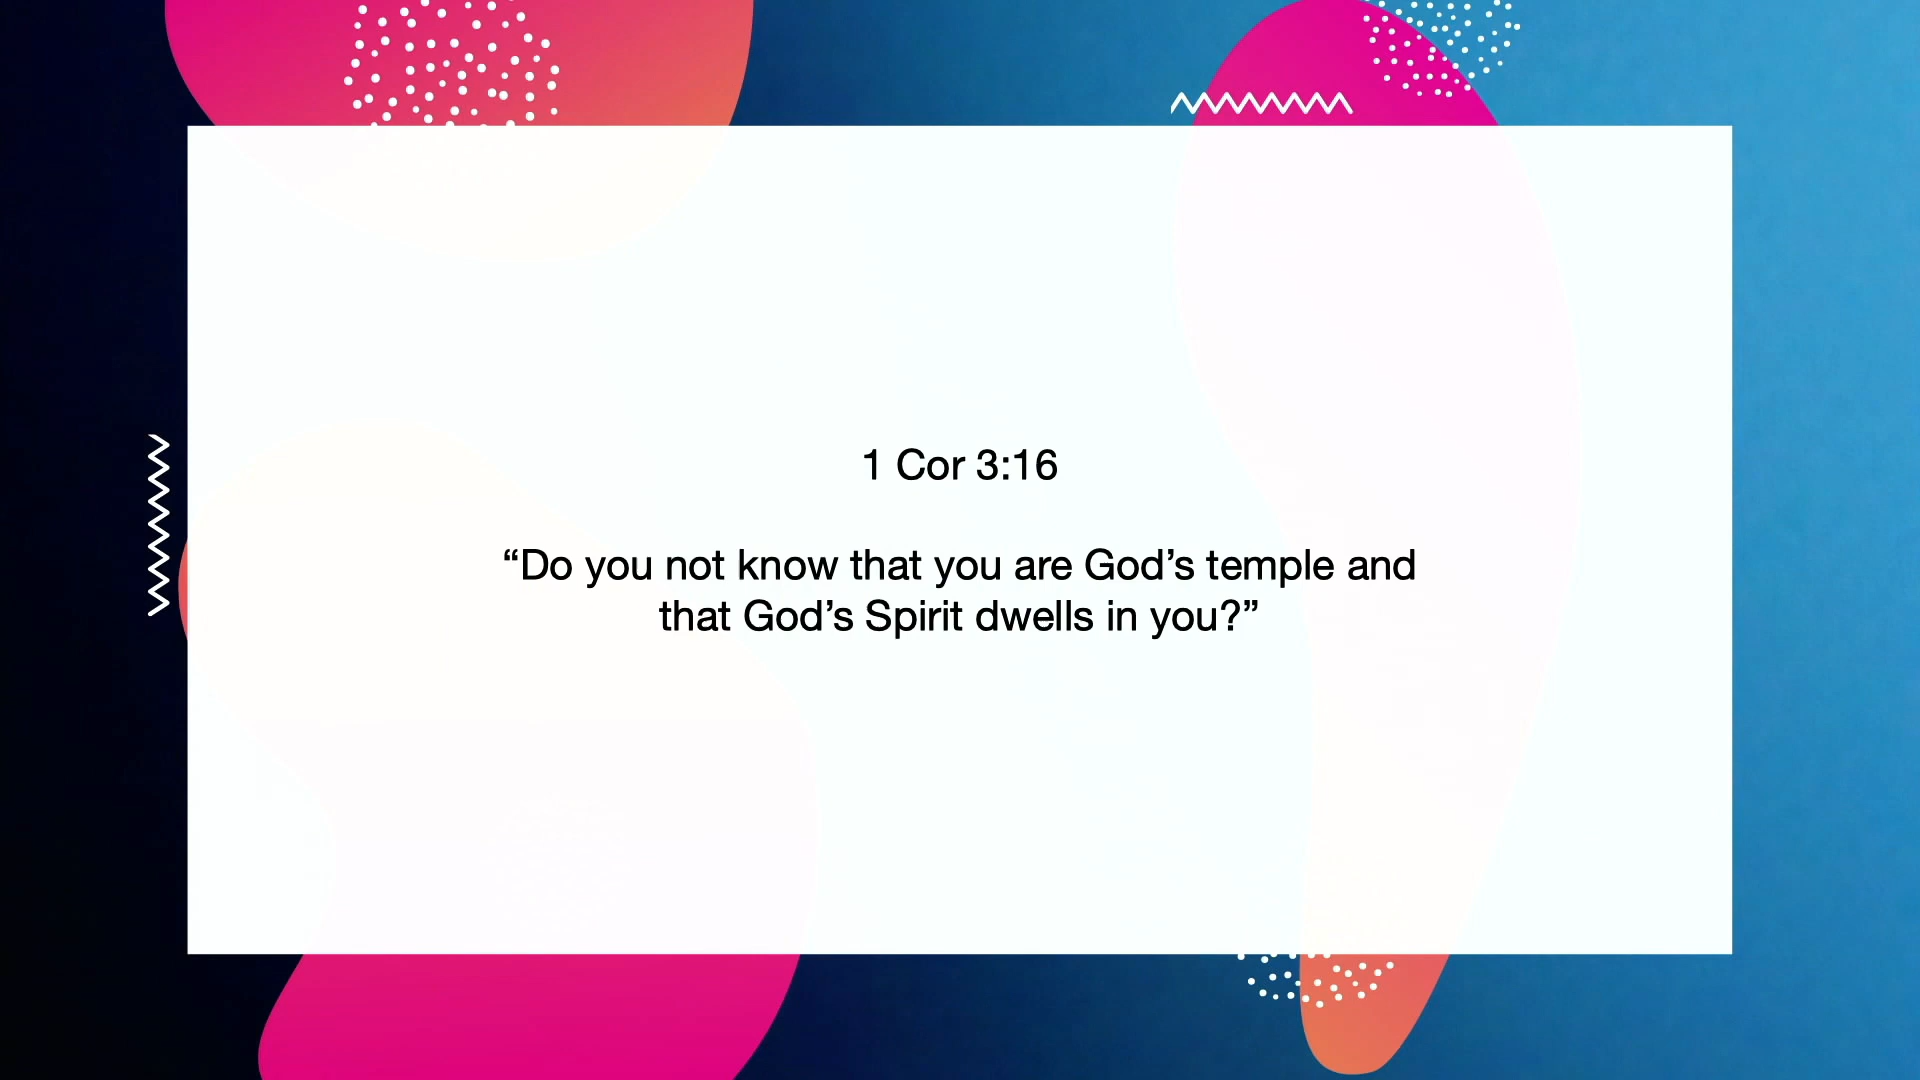 1 Cor 3:16
“Do you not know that you are God’s temple and
that God’s Spirit dwells in you?”